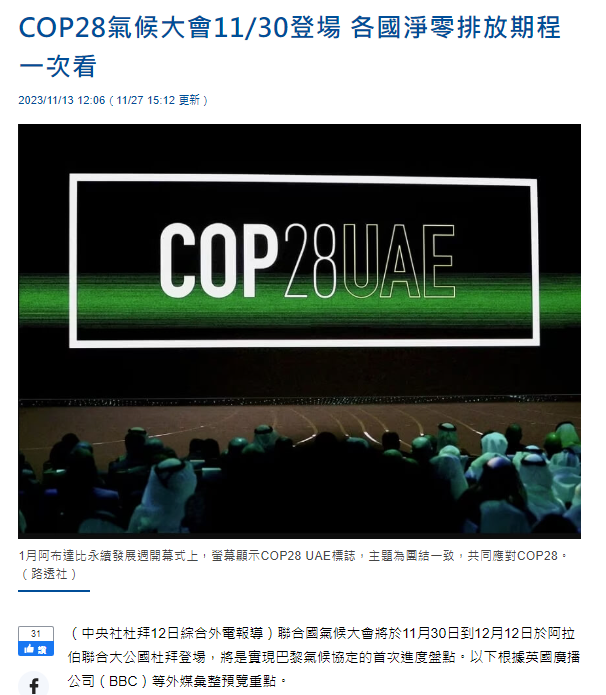 COP28氣候大會11/30登場 各國淨零排放期程
一次看
2023/11/13 12:06（11/27 15:12 更新）
COP28UAE
1月阿布達比永續發展週開幕式上，螢幕顯示COP28 UAE標誌，主題為團結一致，共同應對COP28。
（路透社）
31
讚
（中央社杜拜12日綜合外電報導）聯合國氣候大會將於11月30日到12月12日於阿拉
伯聯合大公國杜拜登場，將是實現巴黎氣候協定的首次進度盤點。以下根據英國廣播
公司（BBC）等外媒彙整預覽重點。